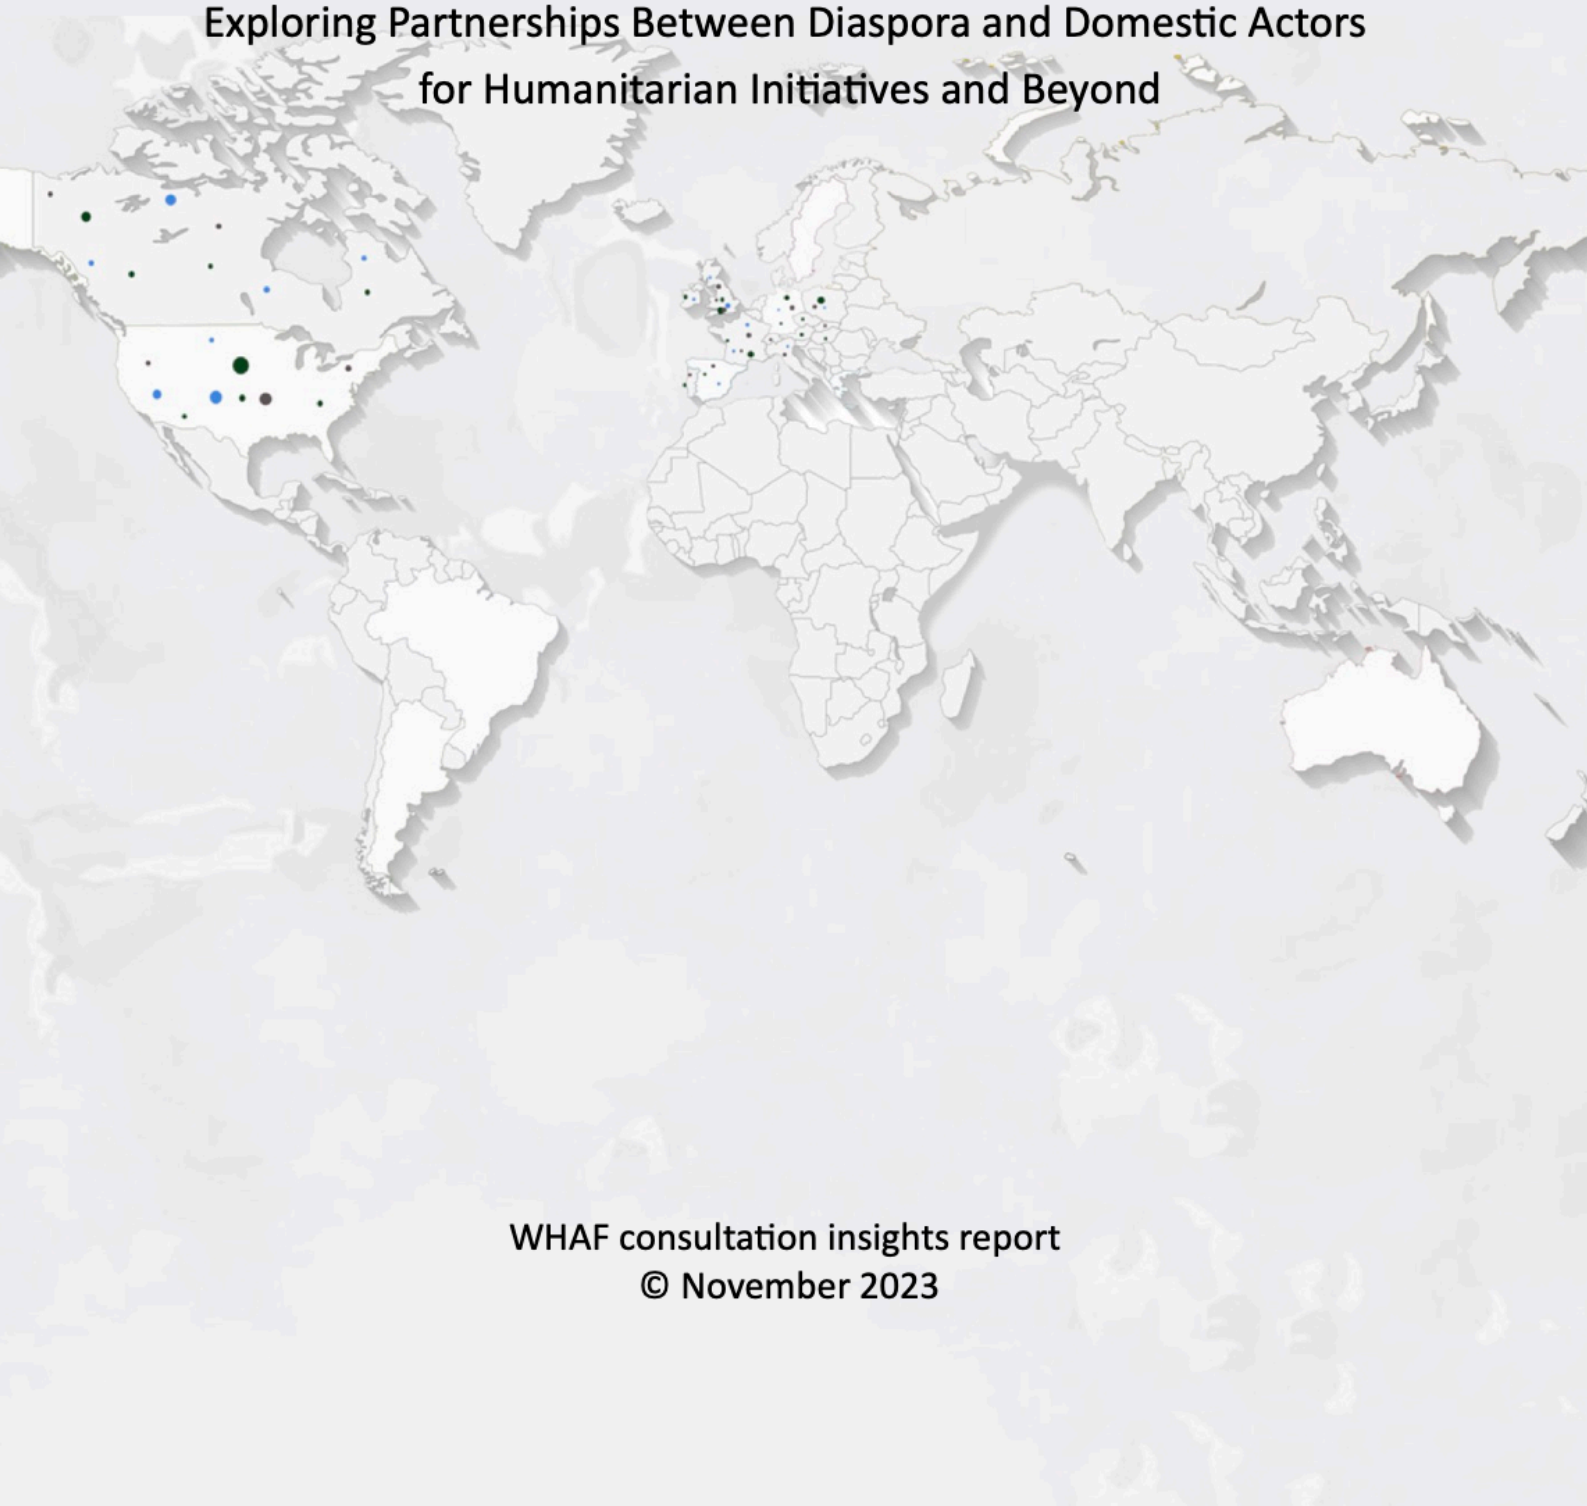 Exploring Partnerships Between Diaspora and Domestic Actors
for Humanitarian Initiatives and Beyond
WHAF consultation insights report
© November 2023